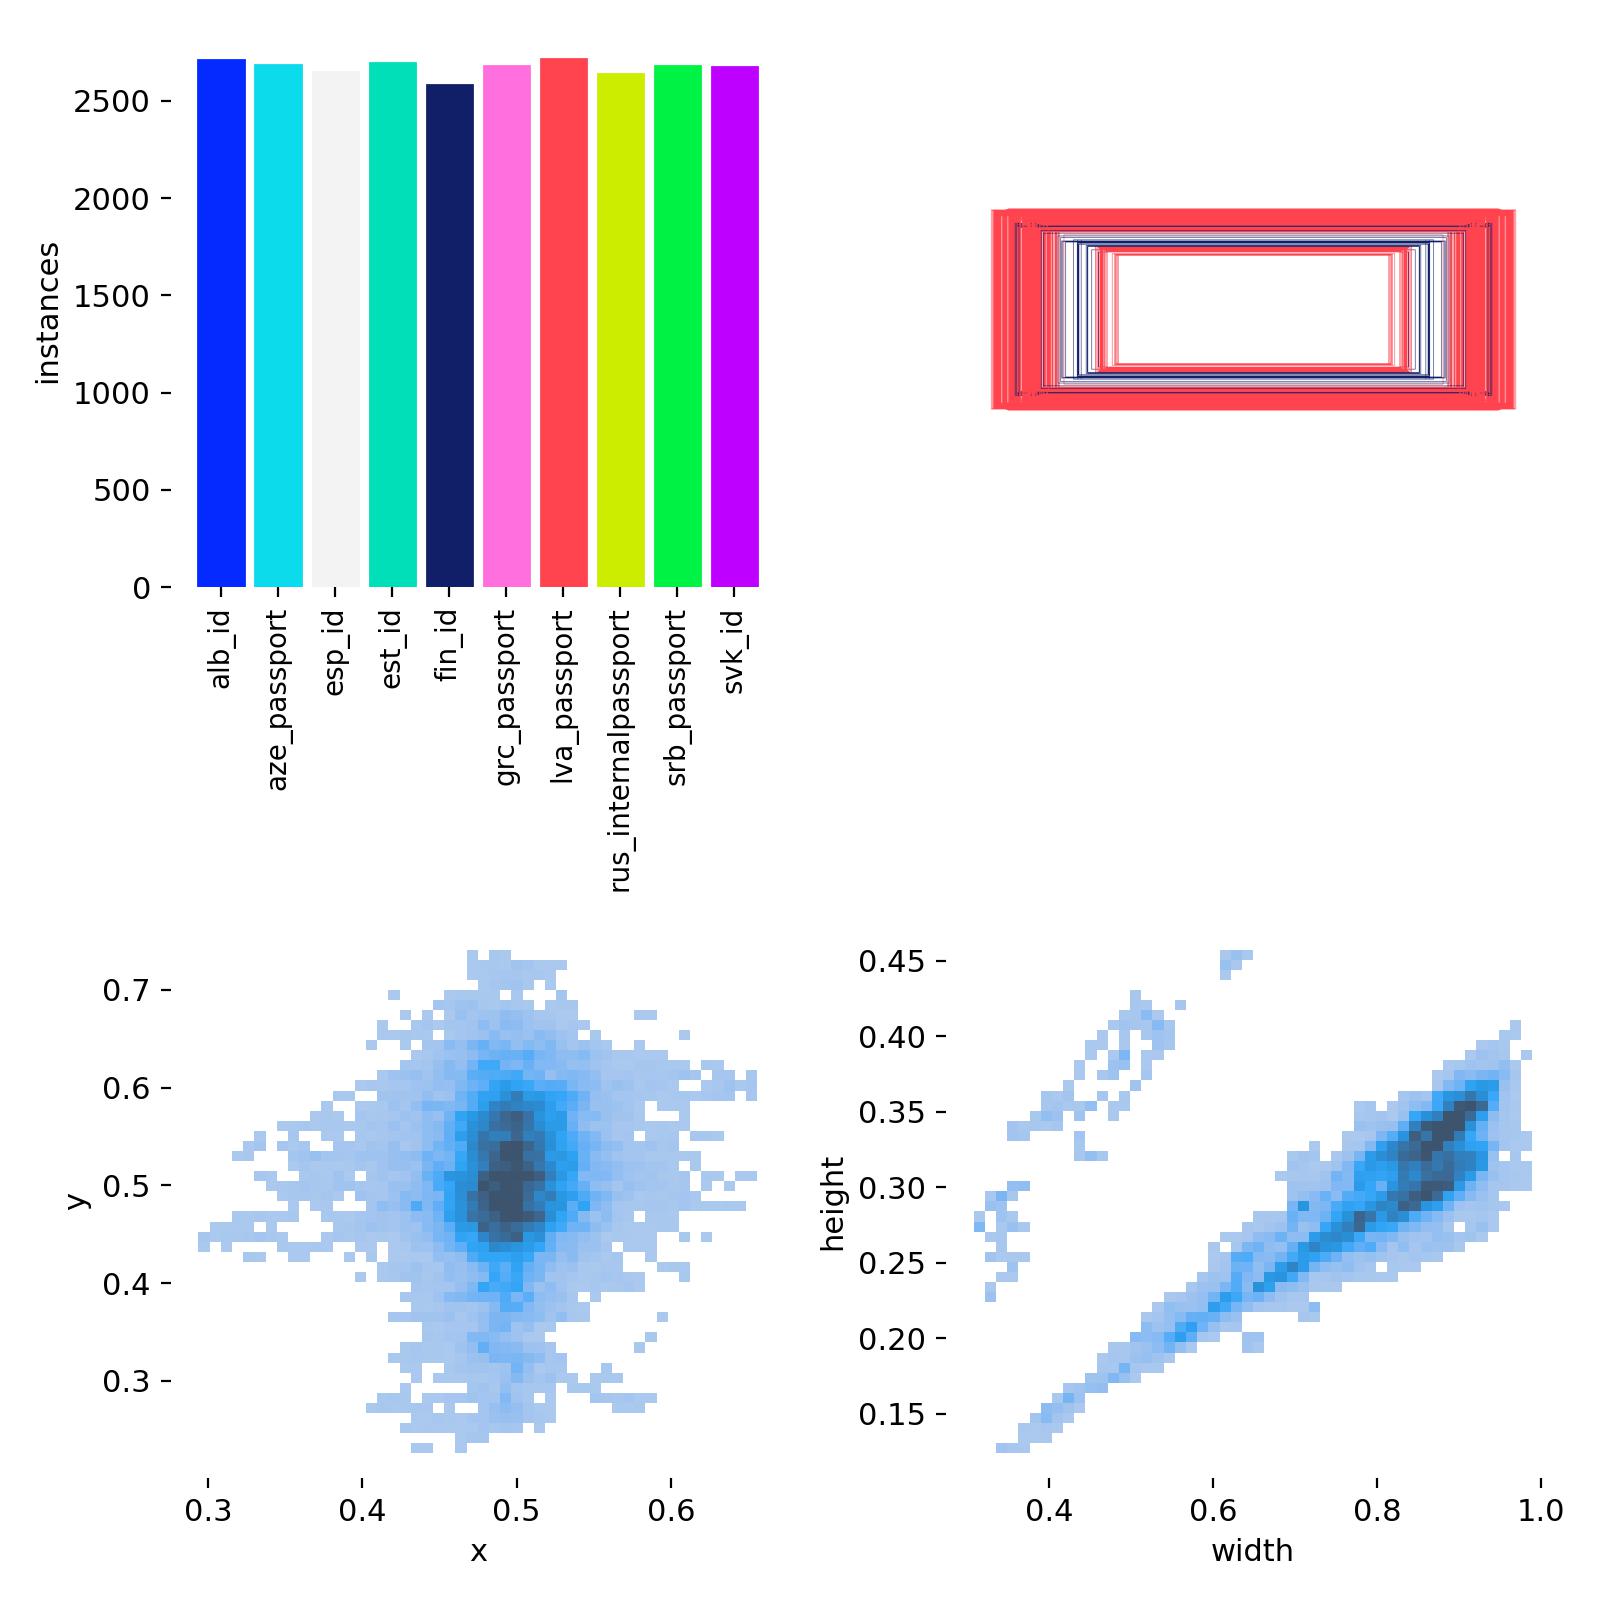 2500
2000
1500
1000
500
0
instances
alb_id
aze_passport
esp_id
est_id
fin_id
grc_passport
lva_passport
rus_internalpassport
srb_passport
svk_id
0.7
0.6
0.5
0.4
0.3
y
0.3 0.4 0.5 0.6
x
0.45
0.40
0.35
0.30
0.25
0.20
0.15
height
0.4 0.6 0.8 1.0
width